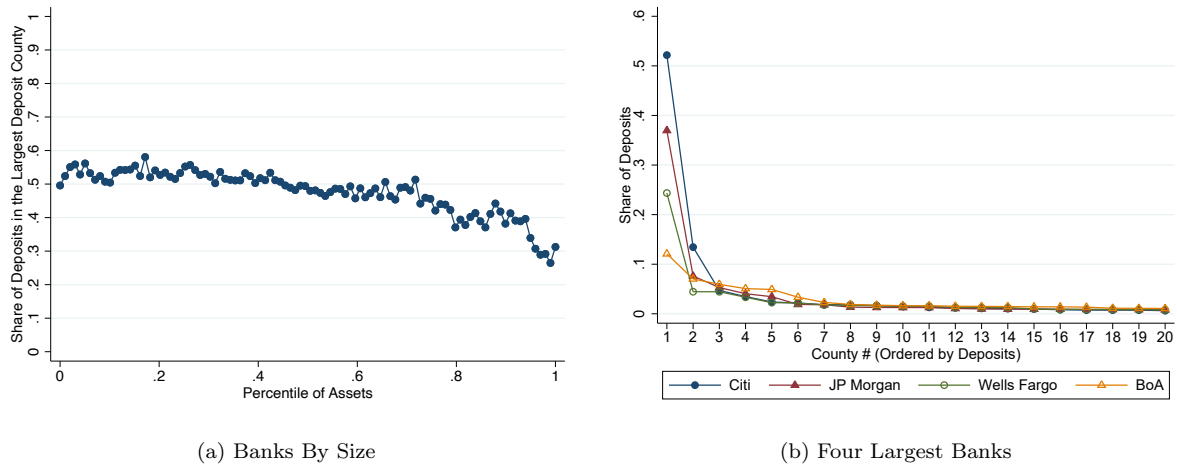 Share of Deposits in the Largest Deposit County
1
.9
.8
.7
.6
.5
.4
.3
.2
.1
0
0 .2 .4 .6 .8 1
Percentile of Assets
(a) Banks By Size
Share of Deposits
.6
.5
.4
.3
.2
.1
0
1 2 3 4 5 6 7 8 9 10 11 12 13 14 15 16 17 18 19 20
County # (Ordered by Deposits)
Citi JP Morgan Wells Fargo BoA
(b) Four Largest Banks